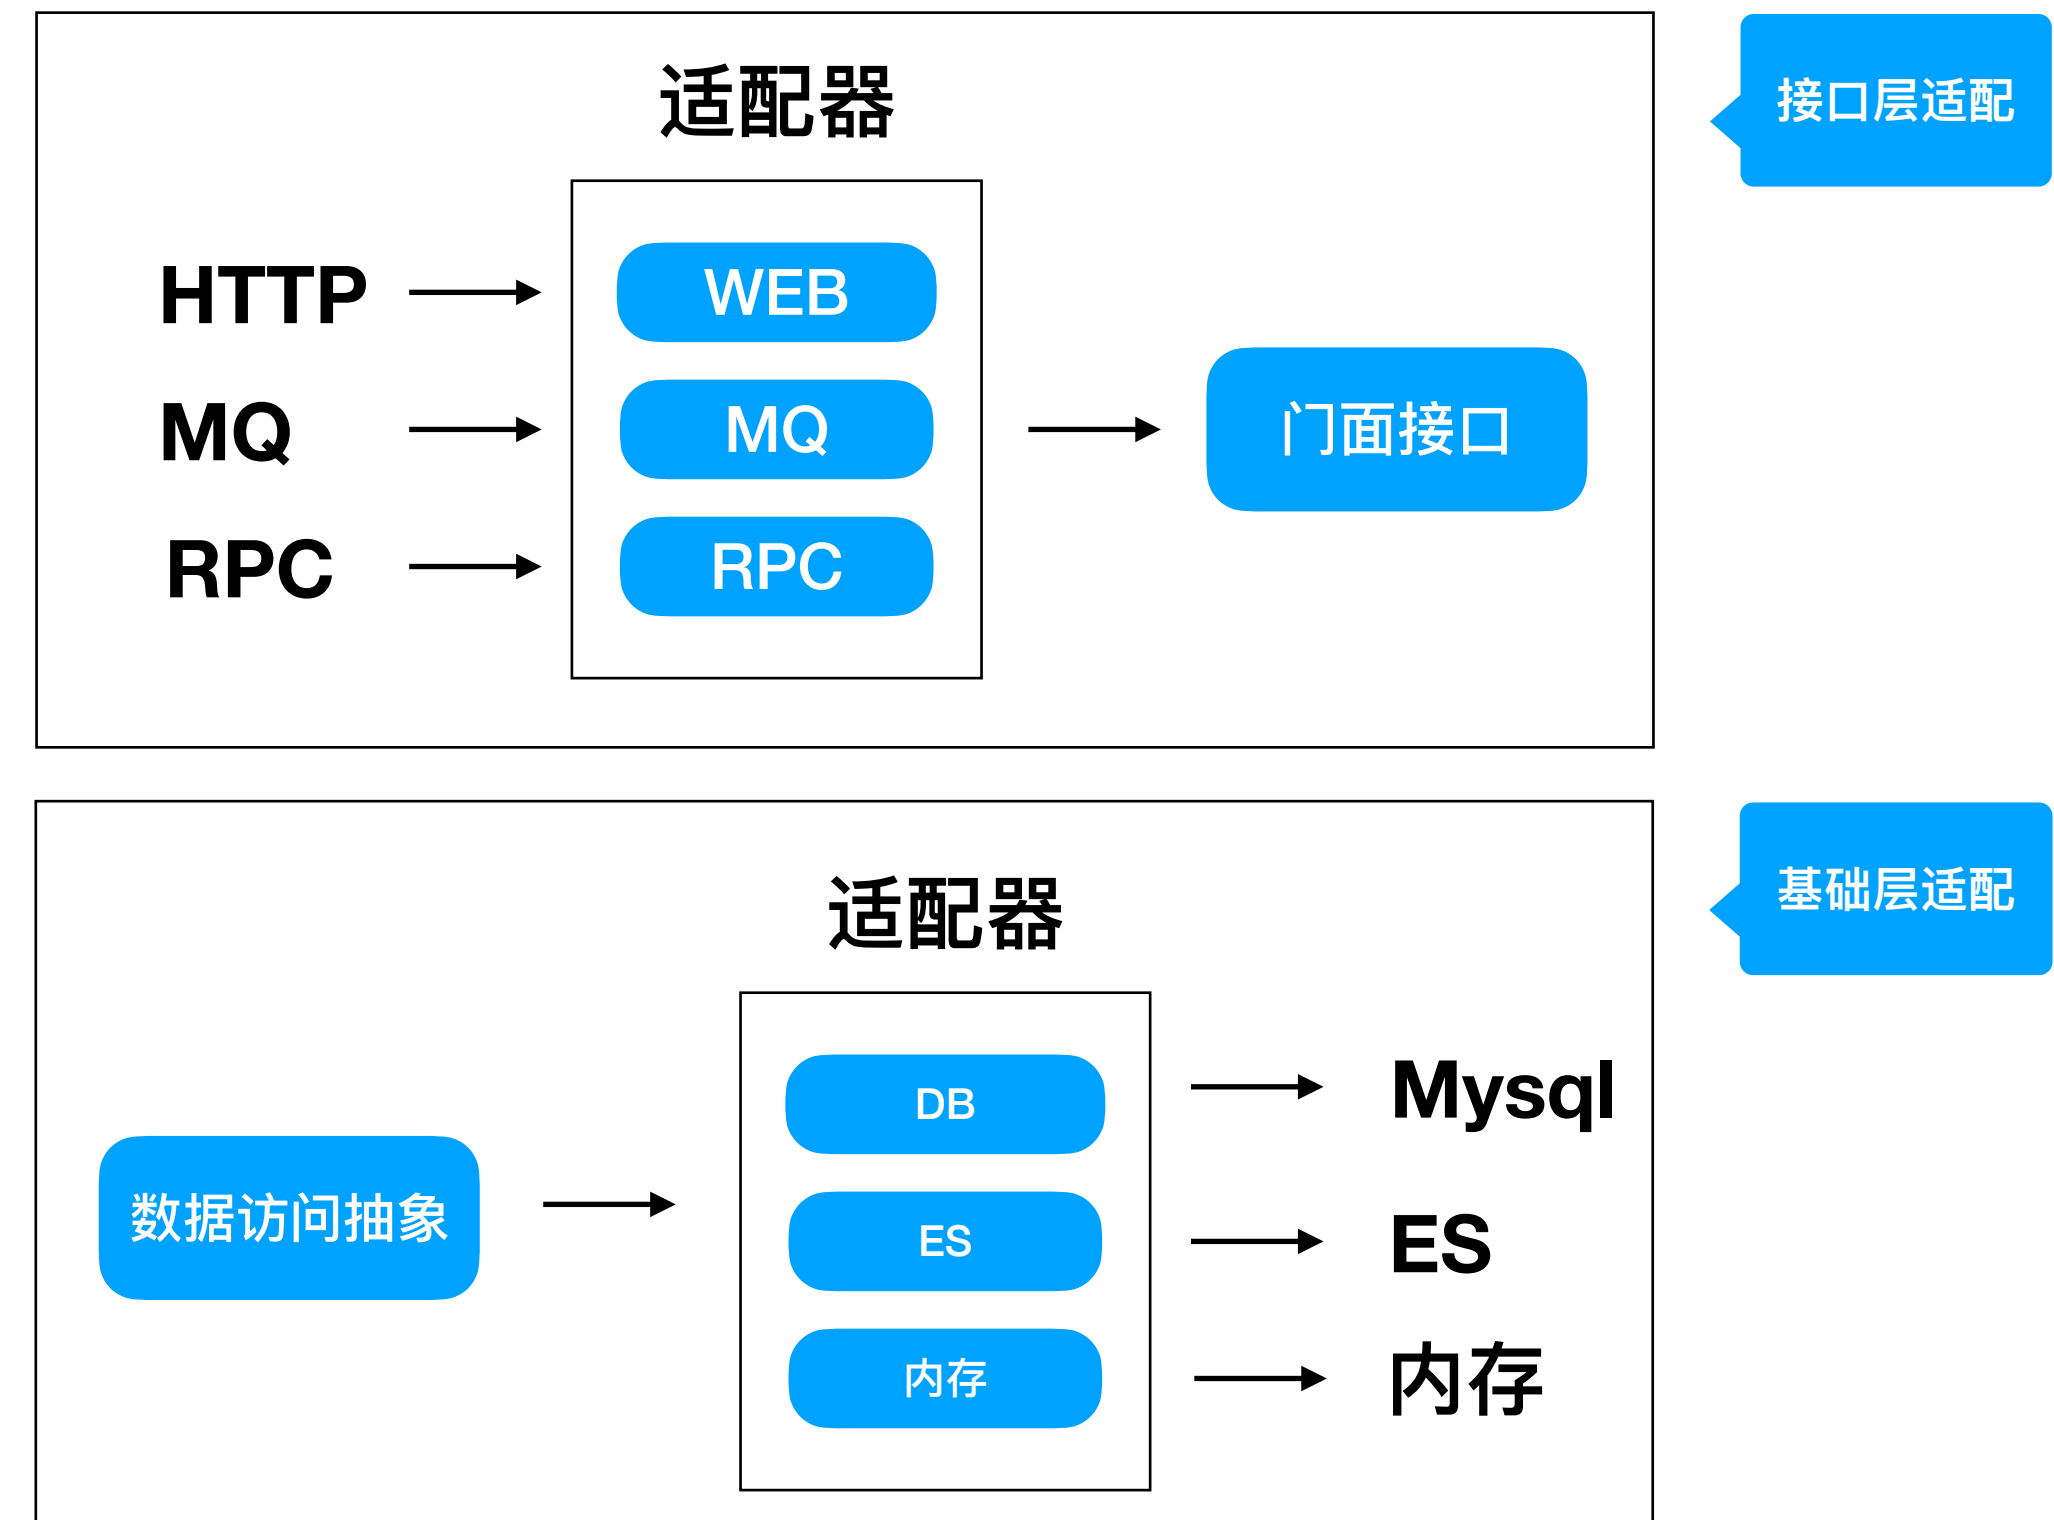 适配器
接口层适配
HTTP
WEB
MQ
MQ
门面接口
RPC
RPC
适配器
基础层适配
DB
Mysql
数据访问抽象
ES
ES
内存
内存